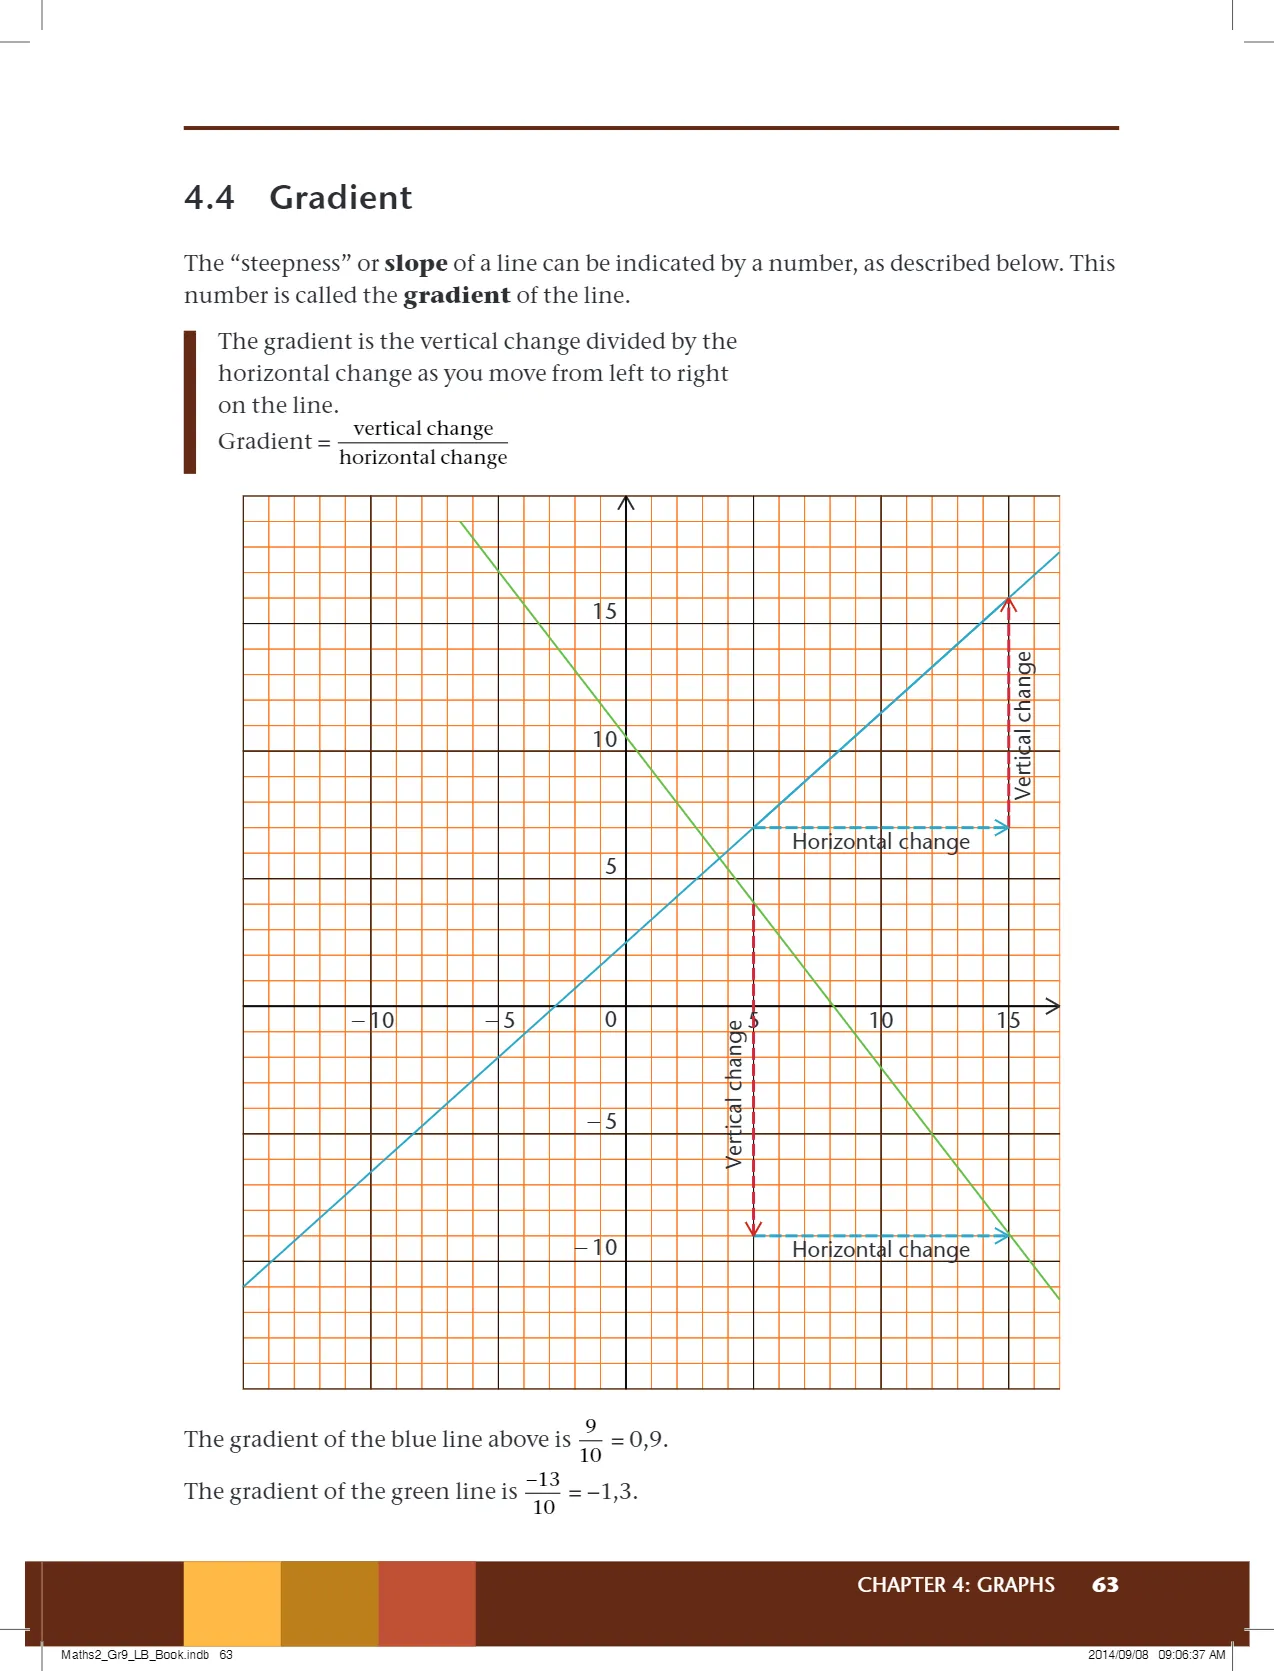 4.4 Gradient
The “steepness” or slope of a line can be indicated by a number, as described below. This
number is called the gradient of the line.
The gradient is the vertical change divided by the
horizontal change as you move from left to right
on the line.
Gradient = vertical change / horizontal change
15
10
5
0
–5
–10
–10 –5 5 10 15
Vertical change
Horizontal change
Vertical change
Horizontal change
The gradient of the blue line above is 9/10 = 0,9.
The gradient of the green line is –13/10 = –1,3.
CHAPTER 4: GRAPHS 63
Maths2_Gr9_LB_Book.indb 63
2014/09/08 09:06:37 AM